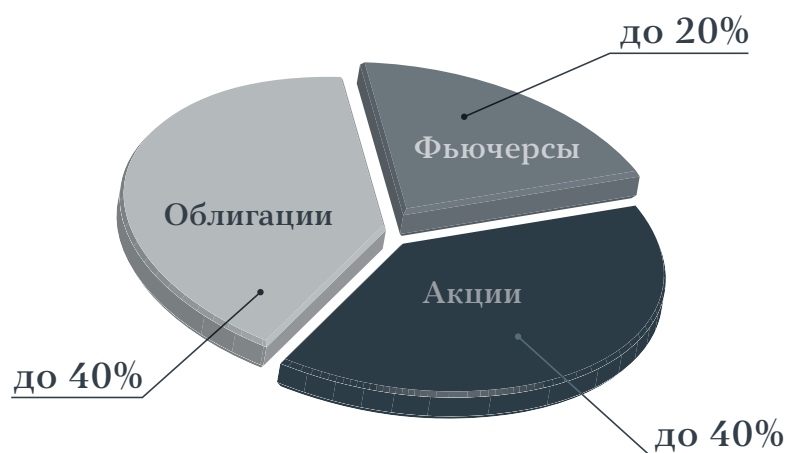 до 20%
Фьючерсы
Облигации
Акции
до 40%
до 40%